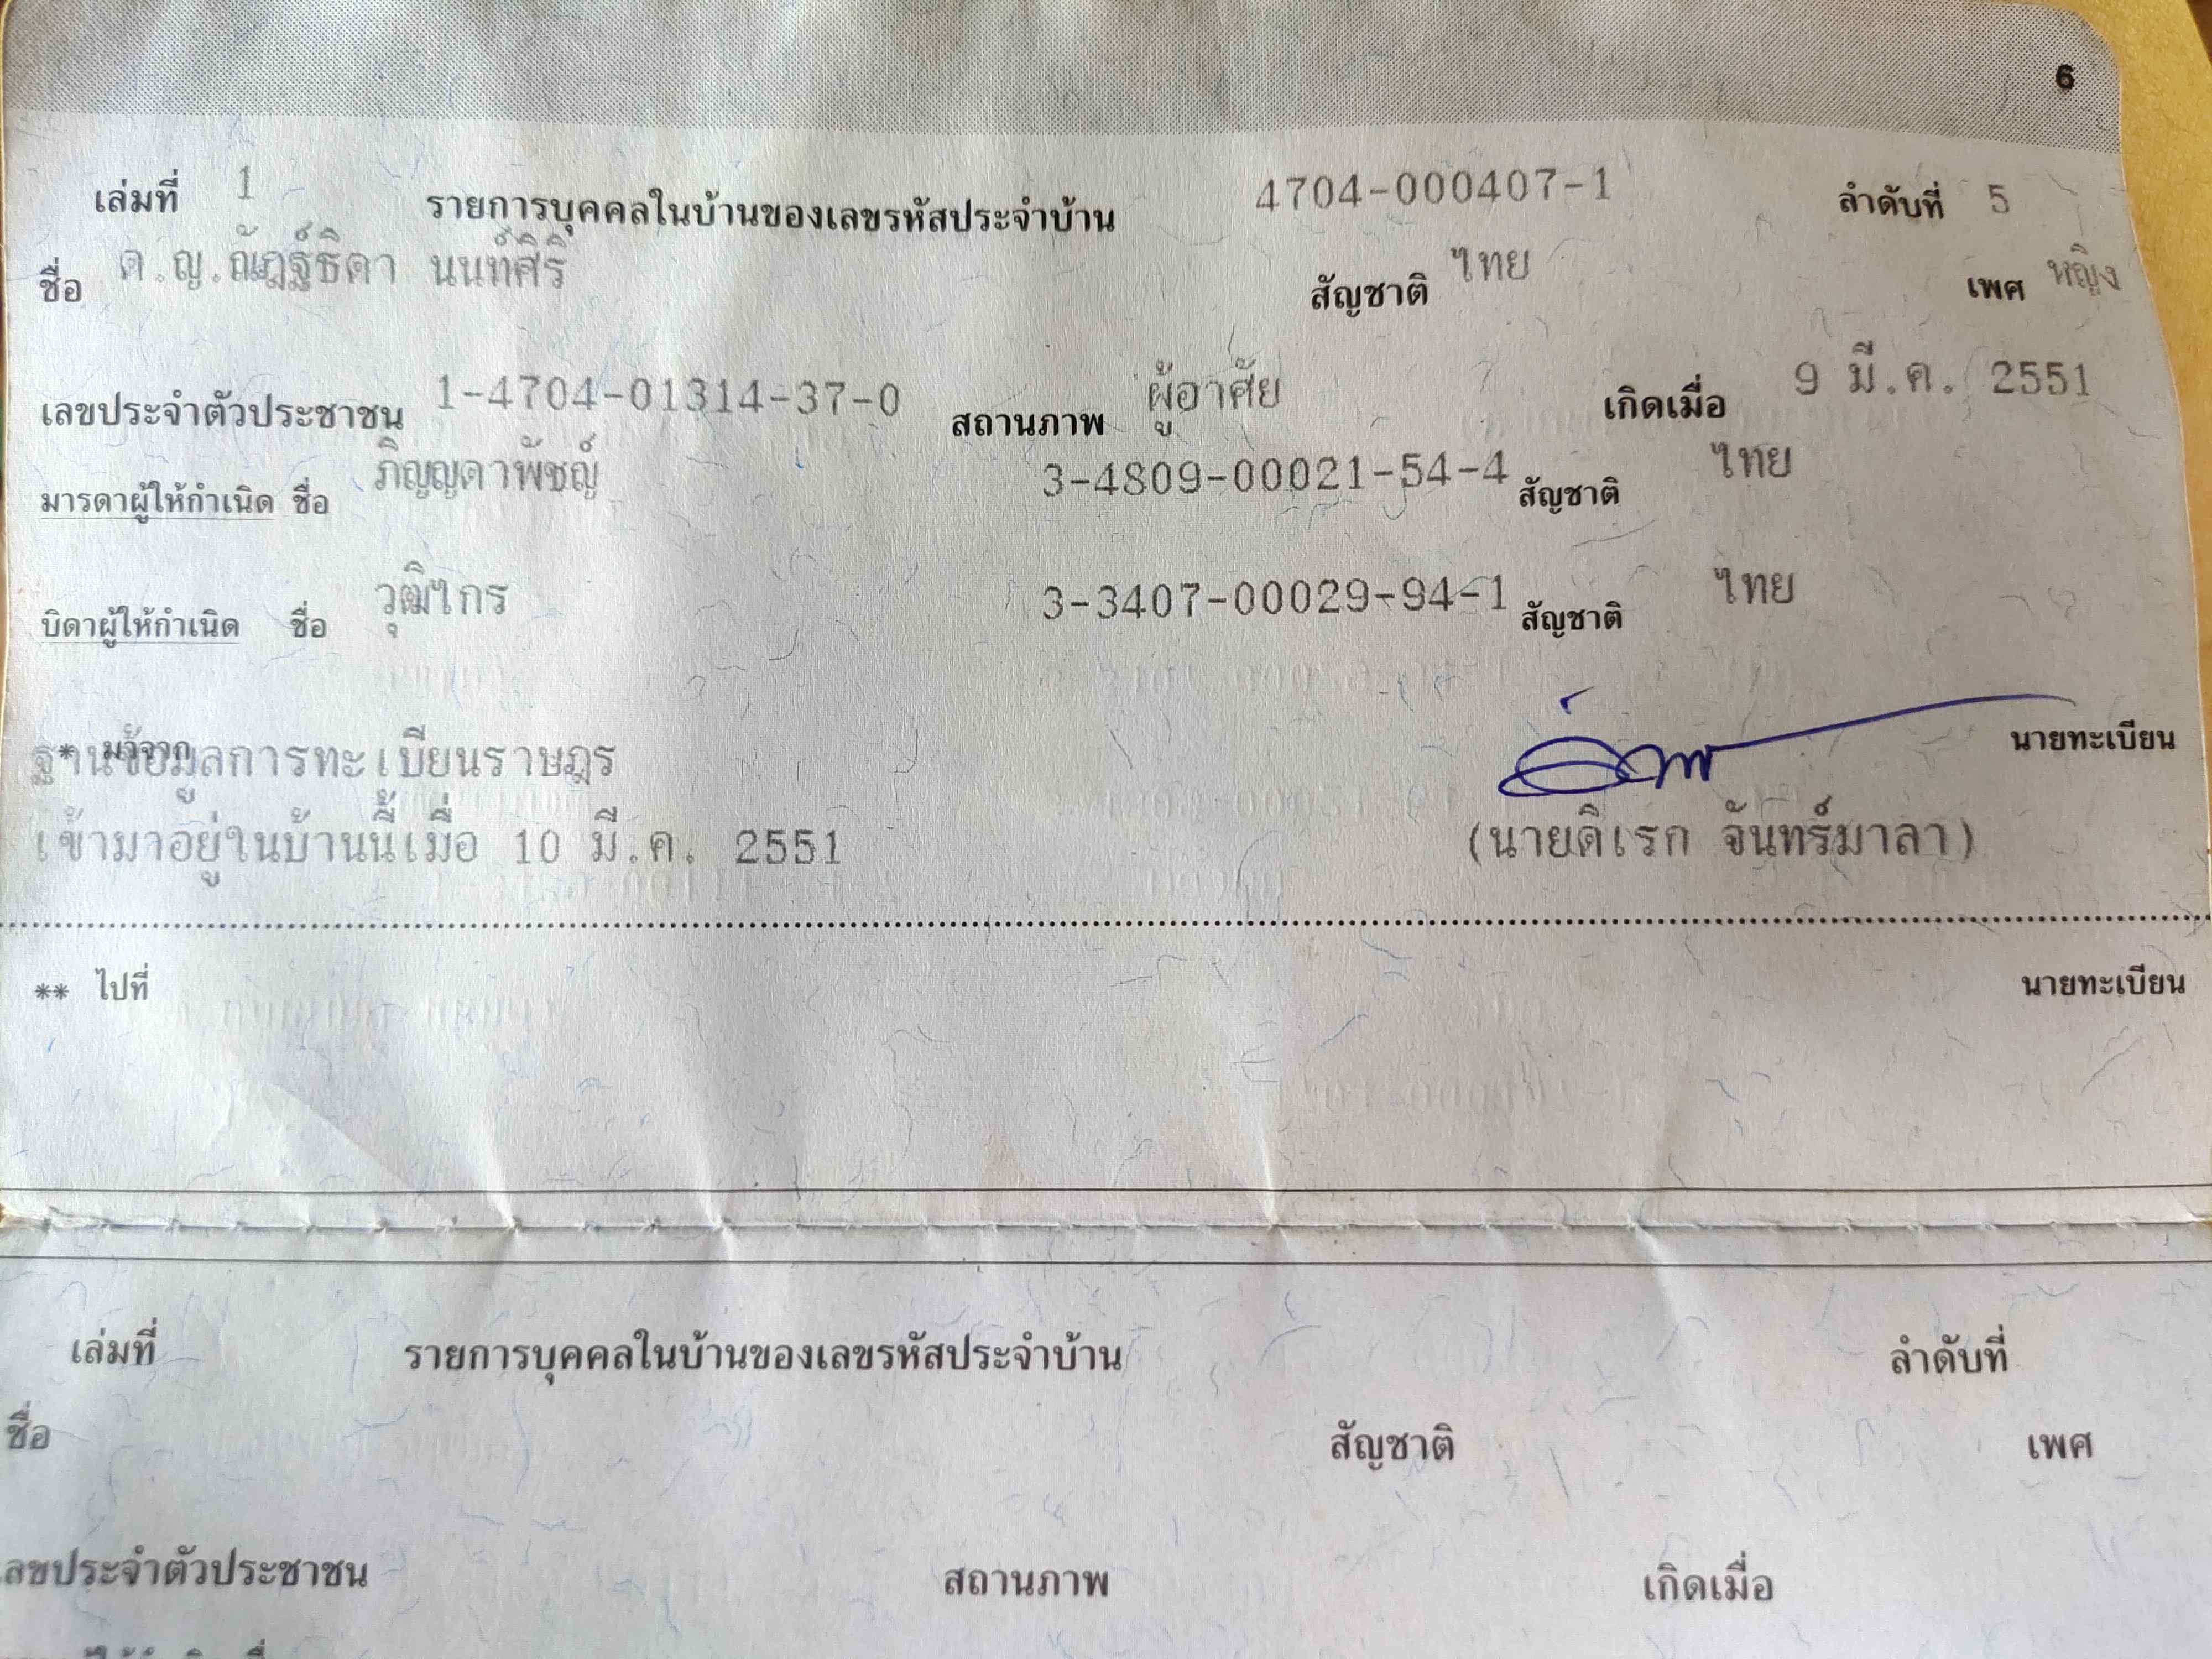 6
เล่มที่ 1 รายการบุคคลในบ้านของเลขรหัสประจำบ้าน 4704-000407-1 ลำดับที่ 5
ชื่อ ด.ญ.ณัฎฐ์ธิดา นนท์ศิริ สัญชาติ ไทย เพศ หญิง
เลขประจำตัวประชาชน 1-4704-01314-37-0 สถานภาพ ผู้อาศัย เกิดเมื่อ 9 มี.ค. 2551
มารดาผู้ให้กำเนิด ชื่อ ภิญญดาพัชญ์ 3-4809-00021-54-4 สัญชาติ ไทย
บิดาผู้ให้กำเนิด ชื่อ วุฒิไกร 3-3407-00029-94-1 สัญชาติ ไทย
* มาจาก นายทะเบียน
ฐานข้อมูลการทะเบียนราษฎร
เข้ามาอยู่ในบ้านนี้เมื่อ 10 มี.ค. 2551 (นายดิเรก จันทร์มาลา)
** ไปที่ นายทะเบียน
เล่มที่ รายการบุคคลในบ้านของเลขรหัสประจำบ้าน ลำดับที่
ชื่อ สัญชาติ เพศ
ลขประจำตัวประชาชน สถานภาพ เกิดเมื่อ